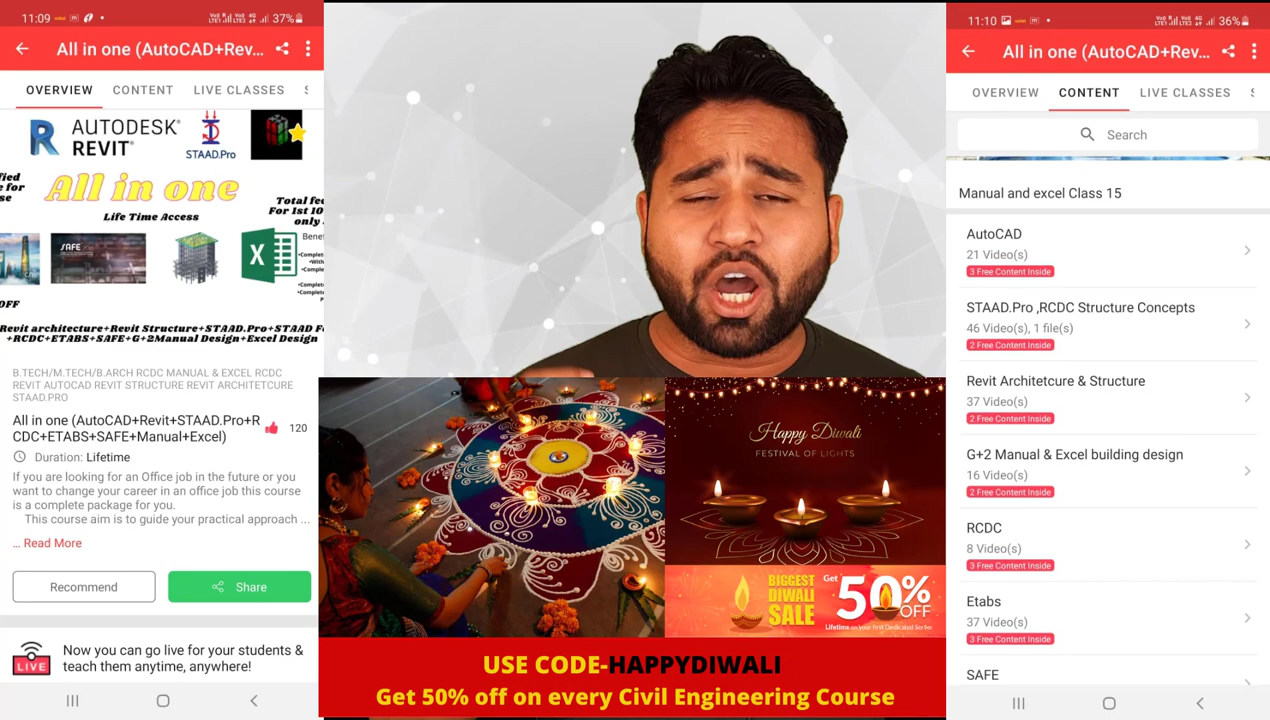 11:09
37%
All in one (AutoCAD+Rev...
OVERVIEW CONTENT LIVE CLASSES S
R AUTODESK®
REVIT®
STAAD.Pro
All in one
Life Time Access
Total fee
For 1st 10
only
SAFE
Benef
OFF
Revit architecture+Revit Structure+STAAD.Pro+STAAD F
+RCDC+ETABS+SAFE+G+2Manual Design+Excel Design
B.TECH/M.TECH/B.ARCH RCDC MANUAL & EXCEL RCDC
REVIT AUTOCAD REVIT STRUCTURE REVIT ARCHITETCURE
STAAD.PRO
All in one (AutoCAD+Revit+STAAD.Pro+R
CDC+ETABS+SAFE+Manual+Excel)
120
Duration: Lifetime
If you are looking for an Office job in the future or you
want to change your career in an office job this course
is a complete package for you.
This course aim is to guide your practical approach ...
... Read More
Recommend
Share
LIVE
Now you can go live for your students &
teach them anytime, anywhere!
Happy Diwali
FESTIVAL OF LIGHTS
BIGGEST
DIWALI
SALE
Get 50% OFF
Lifetime on your first Dedicated Server
USE CODE-HAPPYDIWALI
Get 50% off on every Civil Engineering Course
11:10
36%
All in one (AutoCAD+Rev...
OVERVIEW CONTENT LIVE CLASSES S
Search
Manual and excel Class 15
AutoCAD
21 Video(s)
3 Free Content Inside
STAAD.Pro ,RCDC Structure Concepts
46 Video(s), 1 file(s)
2 Free Content Inside
Revit Architetcure & Structure
37 Video(s)
2 Free Content Inside
G+2 Manual & Excel building design
16 Video(s)
2 Free Content Inside
RCDC
8 Video(s)
3 Free Content Inside
Etabs
37 Video(s)
3 Free Content Inside
SAFE